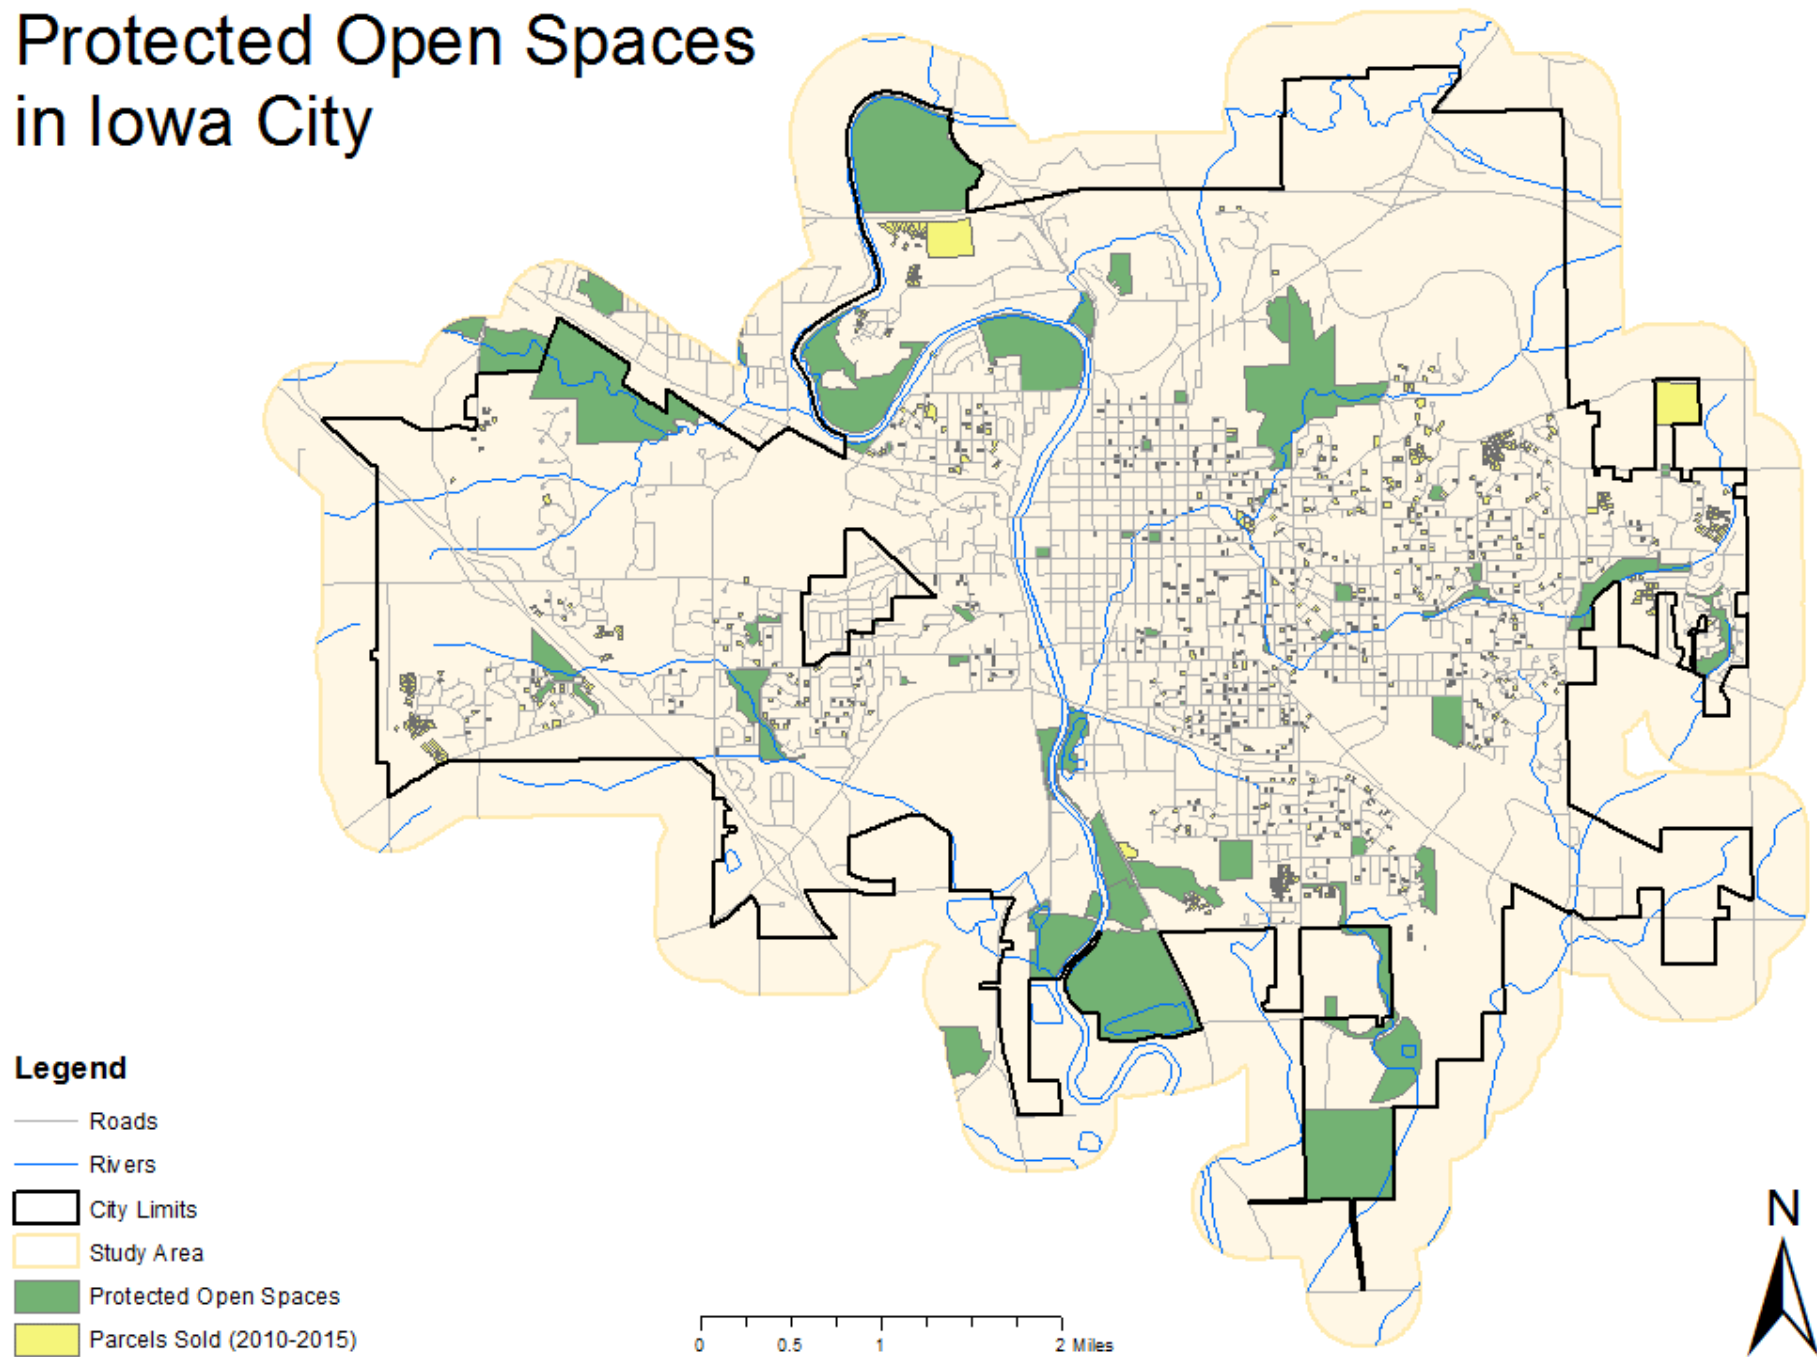 Protected Open Spaces
in Iowa City
Legend
Roads
Rivers
City Limits
Study Area
Protected Open Spaces
Parcels Sold (2010-2015)
0 0.5 1 2 Miles
N